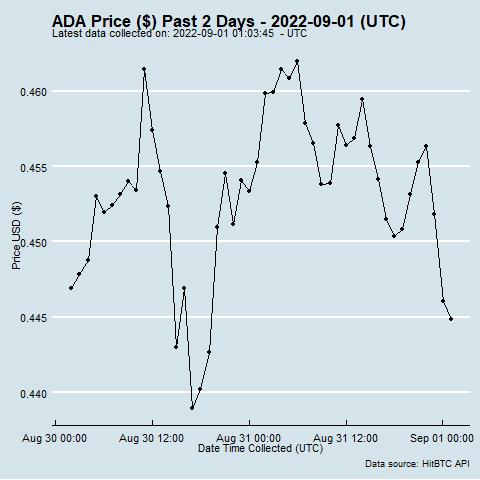 ADA Price ($) Past 2 Days - 2022-09-01 (UTC)
Latest data collected on: 2022-09-01 01:03:45  - UTC
0.460
0.455
0.450
0.445
0.440
Price USD ($)
Aug 30 00:00 Aug 30 12:00 Aug 31 00:00 Aug 31 12:00 Sep 01 00:00
Date Time Collected (UTC)
Data source: HitBTC API